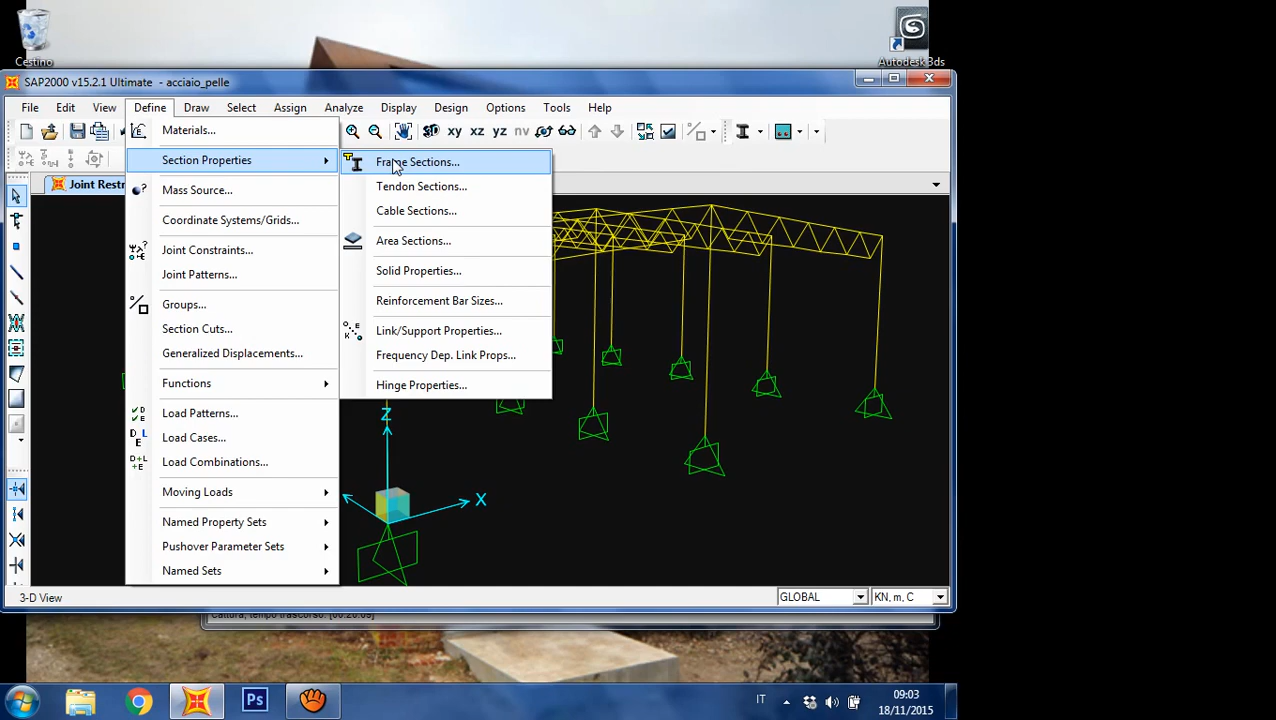 Cestino
Autodesk 3ds
SAP2000 v15.2.1 Ultimate - acciaio_pelle
File Edit View Define Draw Select Assign Analyze Display Design Options Tools Help
3D xy xz yz nv
Joint Restr
Materials...
Section Properties
Mass Source...
Coordinate Systems/Grids...
Joint Constraints...
Joint Patterns...
Groups...
Section Cuts...
Generalized Displacements...
Functions
Load Patterns...
Load Cases...
Load Combinations...
Moving Loads
Named Property Sets
Pushover Parameter Sets
Named Sets
Frame Sections...
Tendon Sections...
Cable Sections...
Area Sections...
Solid Properties...
Reinforcement Bar Sizes...
Link/Support Properties...
Frequency Dep. Link Props...
Hinge Properties...
Z
X
3-D View
GLOBAL
KN, m, C
IT
09:03
18/11/2015